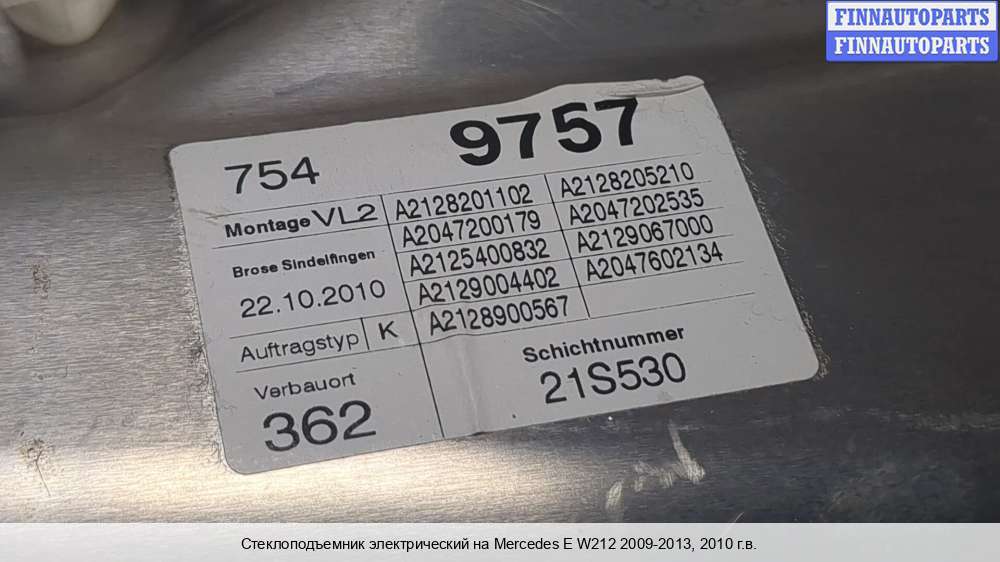 FINNAUTOPARTS
FINNAUTOPARTS
754 9757
Montage VL2 A2128201102 A2128205210
A2047200179 A2047202535
Brose Sindelfingen A2125400832 A2129067000
22.10.2010 A2129004402 A2047602134
Auftragstyp K A2128900567
Verbauort Schichtnummer
362 21S530
Стеклоподъемник электрический на Mercedes E W212 2009-2013, 2010 г.в.